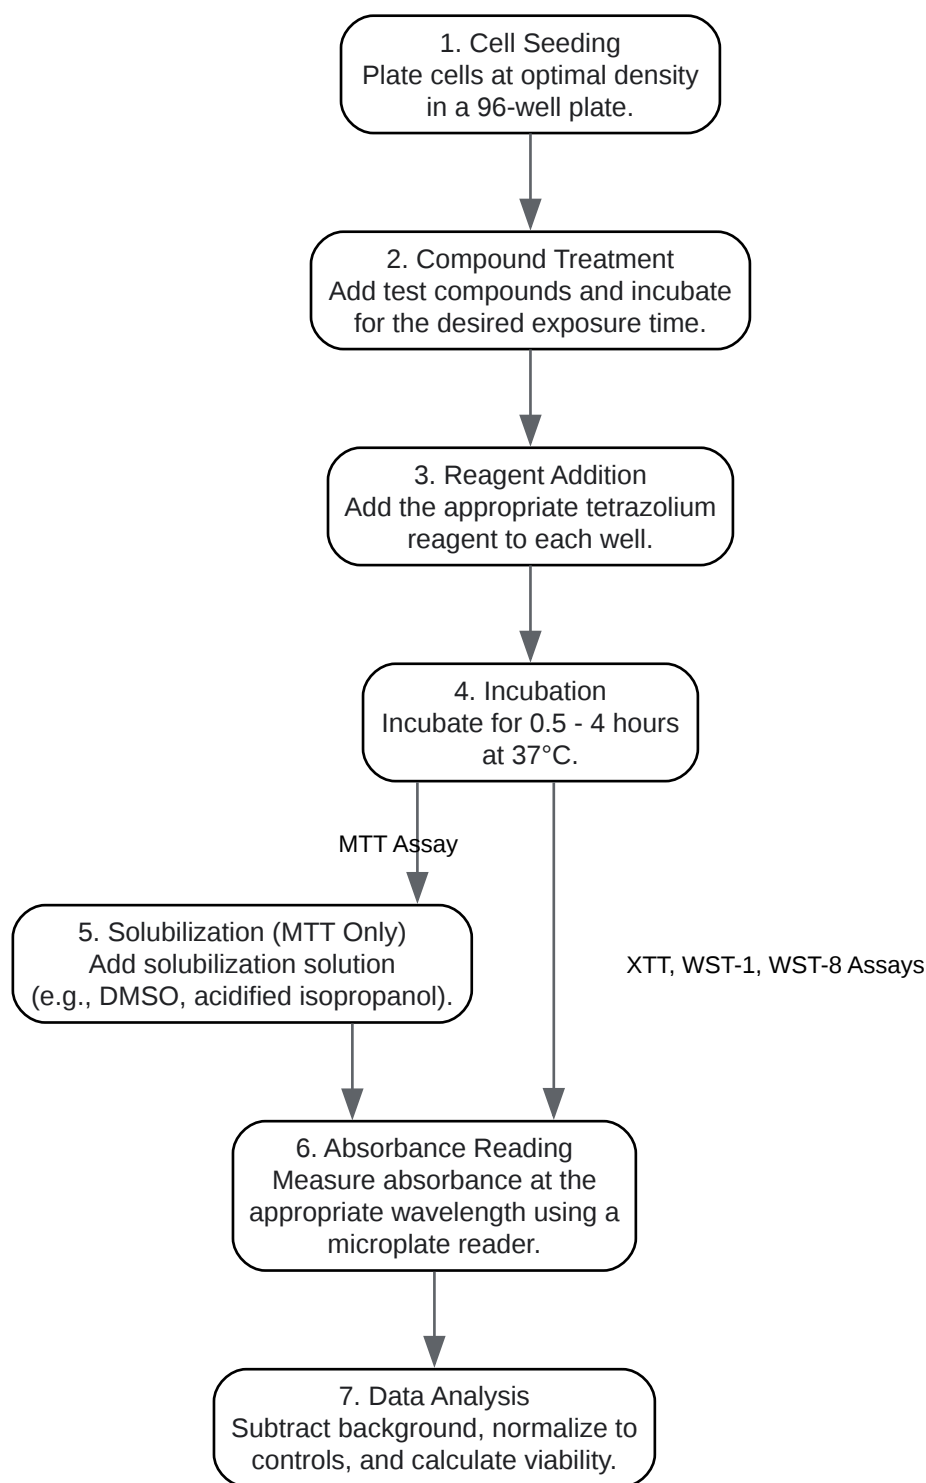 1. Cell Seeding
Plate cells at optimal density
in a 96-well plate.
2. Compound Treatment
Add test compounds and incubate
for the desired exposure time.
3. Reagent Addition
Add the appropriate tetrazolium
reagent to each well.
4. Incubation
Incubate for 0.5 - 4 hours
at 37°C.
MTT Assay
5. Solubilization (MTT Only)
Add solubilization solution
(e.g., DMSO, acidified isopropanol).
XTT, WST-1, WST-8 Assays
6. Absorbance Reading
Measure absorbance at the
appropriate wavelength using a
microplate reader.
7. Data Analysis
Subtract background, normalize to
controls, and calculate viability.